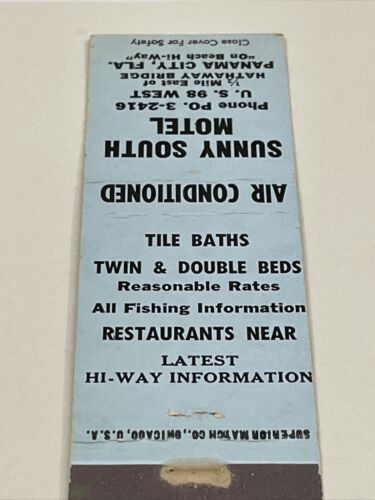 Close Cover For Safety
SUNNY SOUTH
MOTEL
Phone PO. 3-2416
U. S. 98 WEST
½ Mile East of
HATHAWAY BRIDGE
PANAMA CITY, FLA.
"On Beach Hi-Way"
AIR CONDITIONED
TILE BATHS
TWIN & DOUBLE BEDS
Reasonable Rates
All Fishing Information
RESTAURANTS NEAR
LATEST
HI-WAY INFORMATION
SUPERIOR MATCH CO., CHICAGO, U.S.A.